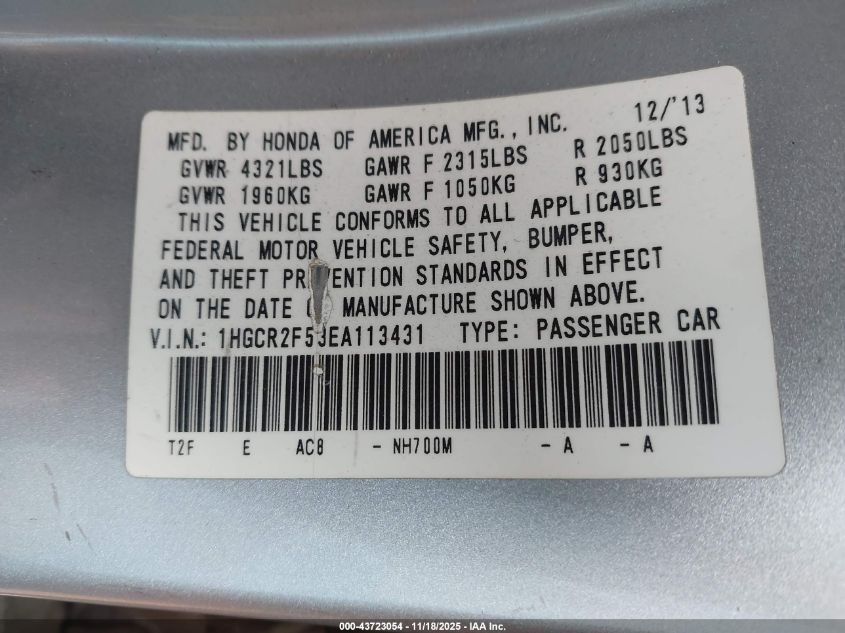 12/'13
MFD. BY HONDA OF AMERICA MFG., INC.
GVWR 4321LBS GAWR F 2315LBS R 2050LBS
GVWR 1960KG GAWR F 1050KG R 930KG
THIS VEHICLE CONFORMS TO ALL APPLICABLE
FEDERAL MOTOR VEHICLE SAFETY, BUMPER,
AND THEFT STANDARDS IN EFFECT
ON THE DATE MANUFACTURE SHOWN ABOVE.
V.I.N.: 1HGCR2F53EA113431 TYPE: PASSENGER CAR
T2F E AC8 - NH700M - A - A
000-43723054 - 11/18/2025 - IAA Inc.